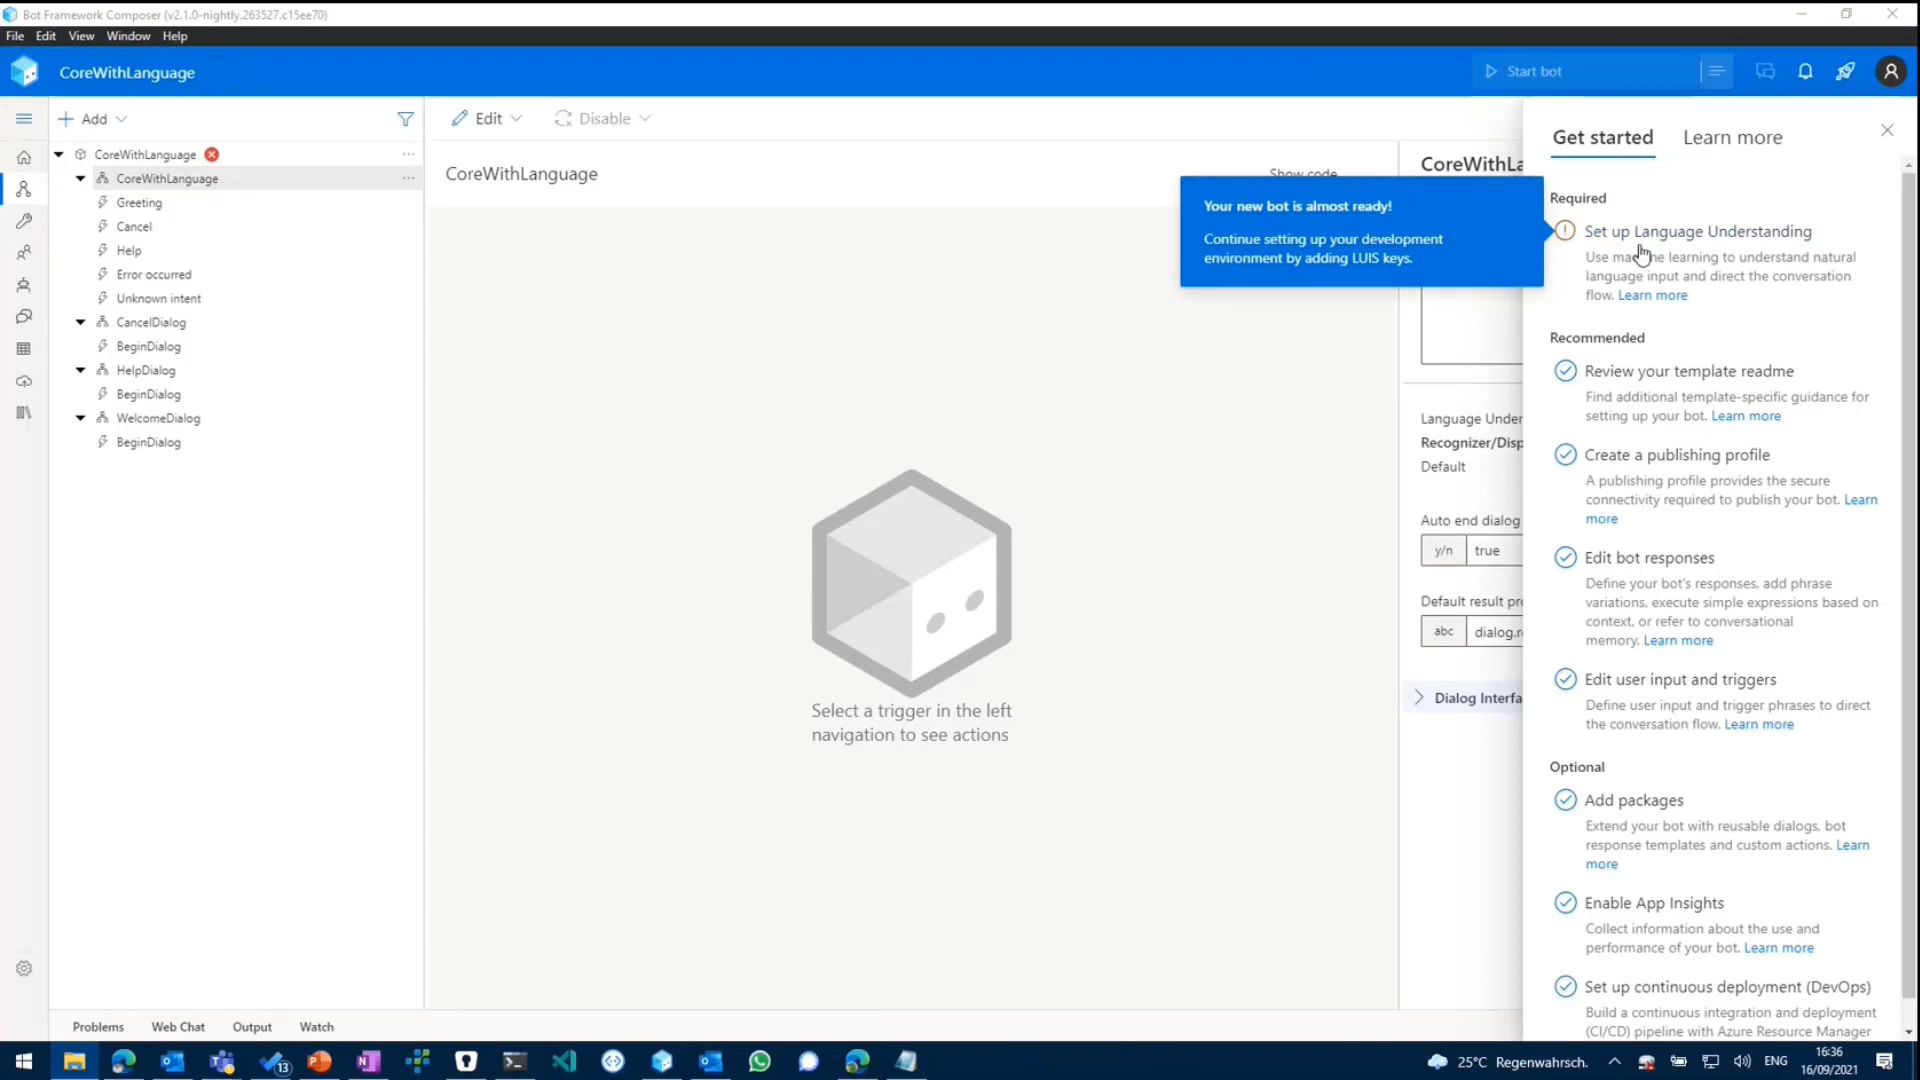 Bot Framework Composer (v2.1.0-nightly.263527.c15ee70)
File Edit View Window Help
CoreWithLanguage
Start bot
Add
Edit
Disable
CoreWithLanguage
CoreWithLanguage
Greeting
Cancel
Help
Error occurred
Unknown intent
CancelDialog
BeginDialog
HelpDialog
BeginDialog
WelcomeDialog
BeginDialog
CoreWithLanguage
Show code
Select a trigger in the left
navigation to see actions
CoreWithLa
Language Under
Recognizer/Disp
Default
Auto end dialog
y/n true
Default result pro
abc dialog.r
Dialog Interfa
Your new bot is almost ready!
Continue setting up your development
environment by adding LUIS keys.
Get started Learn more
Required
Set up Language Understanding
Use machine learning to understand natural
language input and direct the conversation
flow. Learn more
Recommended
Review your template readme
Find additional template-specific guidance for
setting up your bot. Learn more
Create a publishing profile
A publishing profile provides the secure
connectivity required to publish your bot. Learn
more
Edit bot responses
Define your bot's responses, add phrase
variations, execute simple expressions based on
context, or refer to conversational
memory. Learn more
Edit user input and triggers
Define user input and trigger phrases to direct
the conversation flow. Learn more
Optional
Add packages
Extend your bot with reusable dialogs, bot
response templates and custom actions. Learn
more
Enable App Insights
Collect information about the use and
performance of your bot. Learn more
Set up continuous deployment (DevOps)
Build a continuous integration and deployment
(CI/CD) pipeline with Azure Resource Manager
Problems Web Chat Output Watch
13
25°C Regenwahrsch.
ENG
16:36
16/09/2021